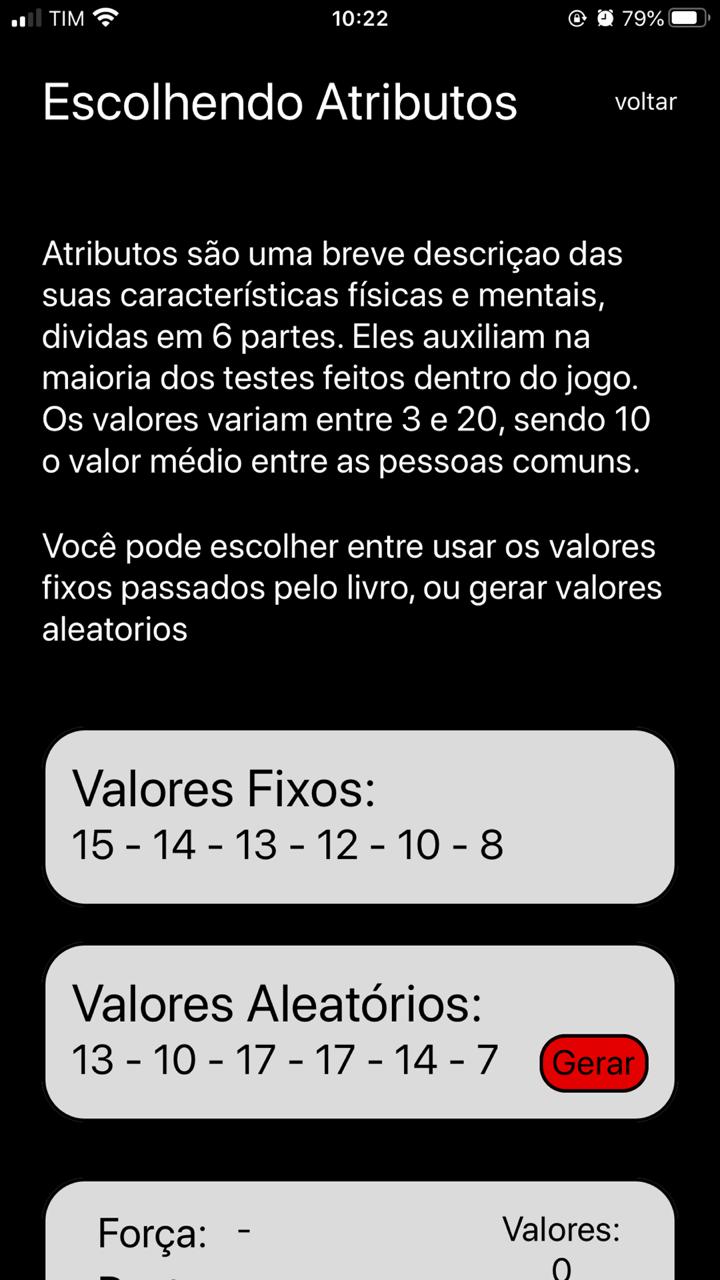 TIM 10:22 79%
Escolhendo Atributos voltar
Atributos são uma breve descriçao das
suas características físicas e mentais,
dividas em 6 partes. Eles auxiliam na
maioria dos testes feitos dentro do jogo.
Os valores variam entre 3 e 20, sendo 10
o valor médio entre as pessoas comuns.
Você pode escolher entre usar os valores
fixos passados pelo livro, ou gerar valores
aleatorios
Valores Fixos:
15 - 14 - 13 - 12 - 10 - 8
Valores Aleatórios:
13 - 10 - 17 - 17 - 14 - 7 Gerar
Força: - Valores:
0